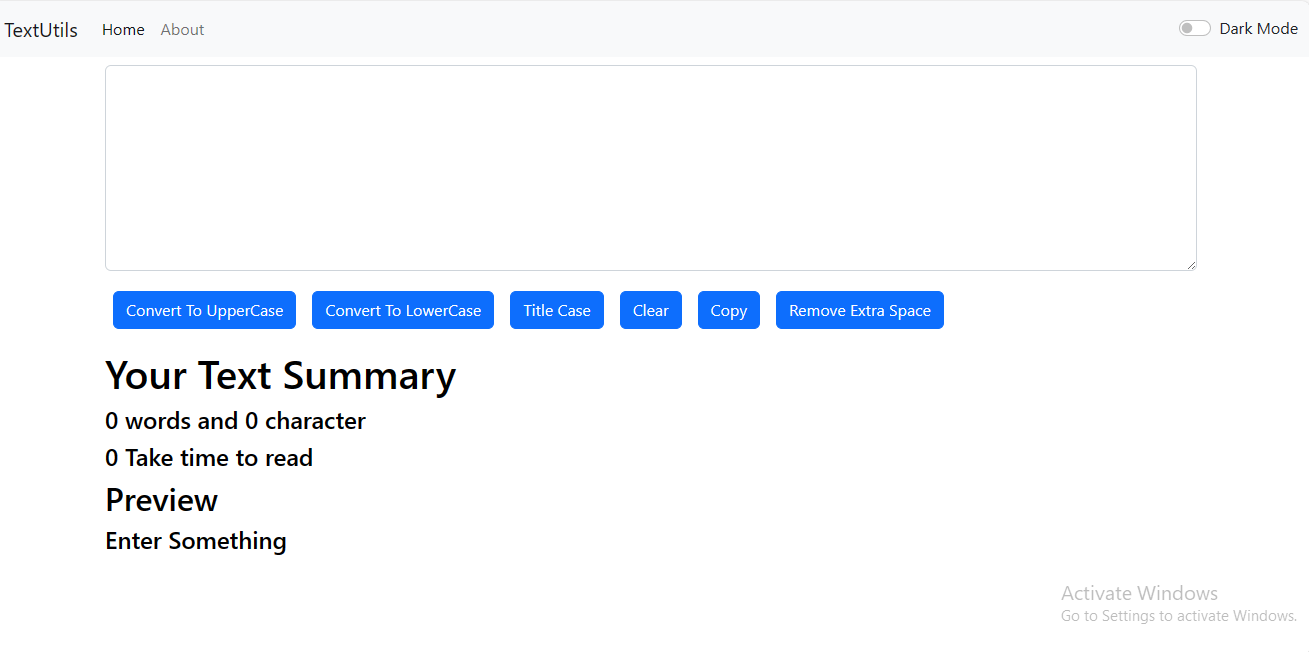 TextUtils Home About Dark Mode
Convert To UpperCase Convert To LowerCase Title Case Clear Copy Remove Extra Space
Your Text Summary
0 words and 0 character
0 Take time to read
Preview
Enter Something
Activate Windows
Go to Settings to activate Windows.